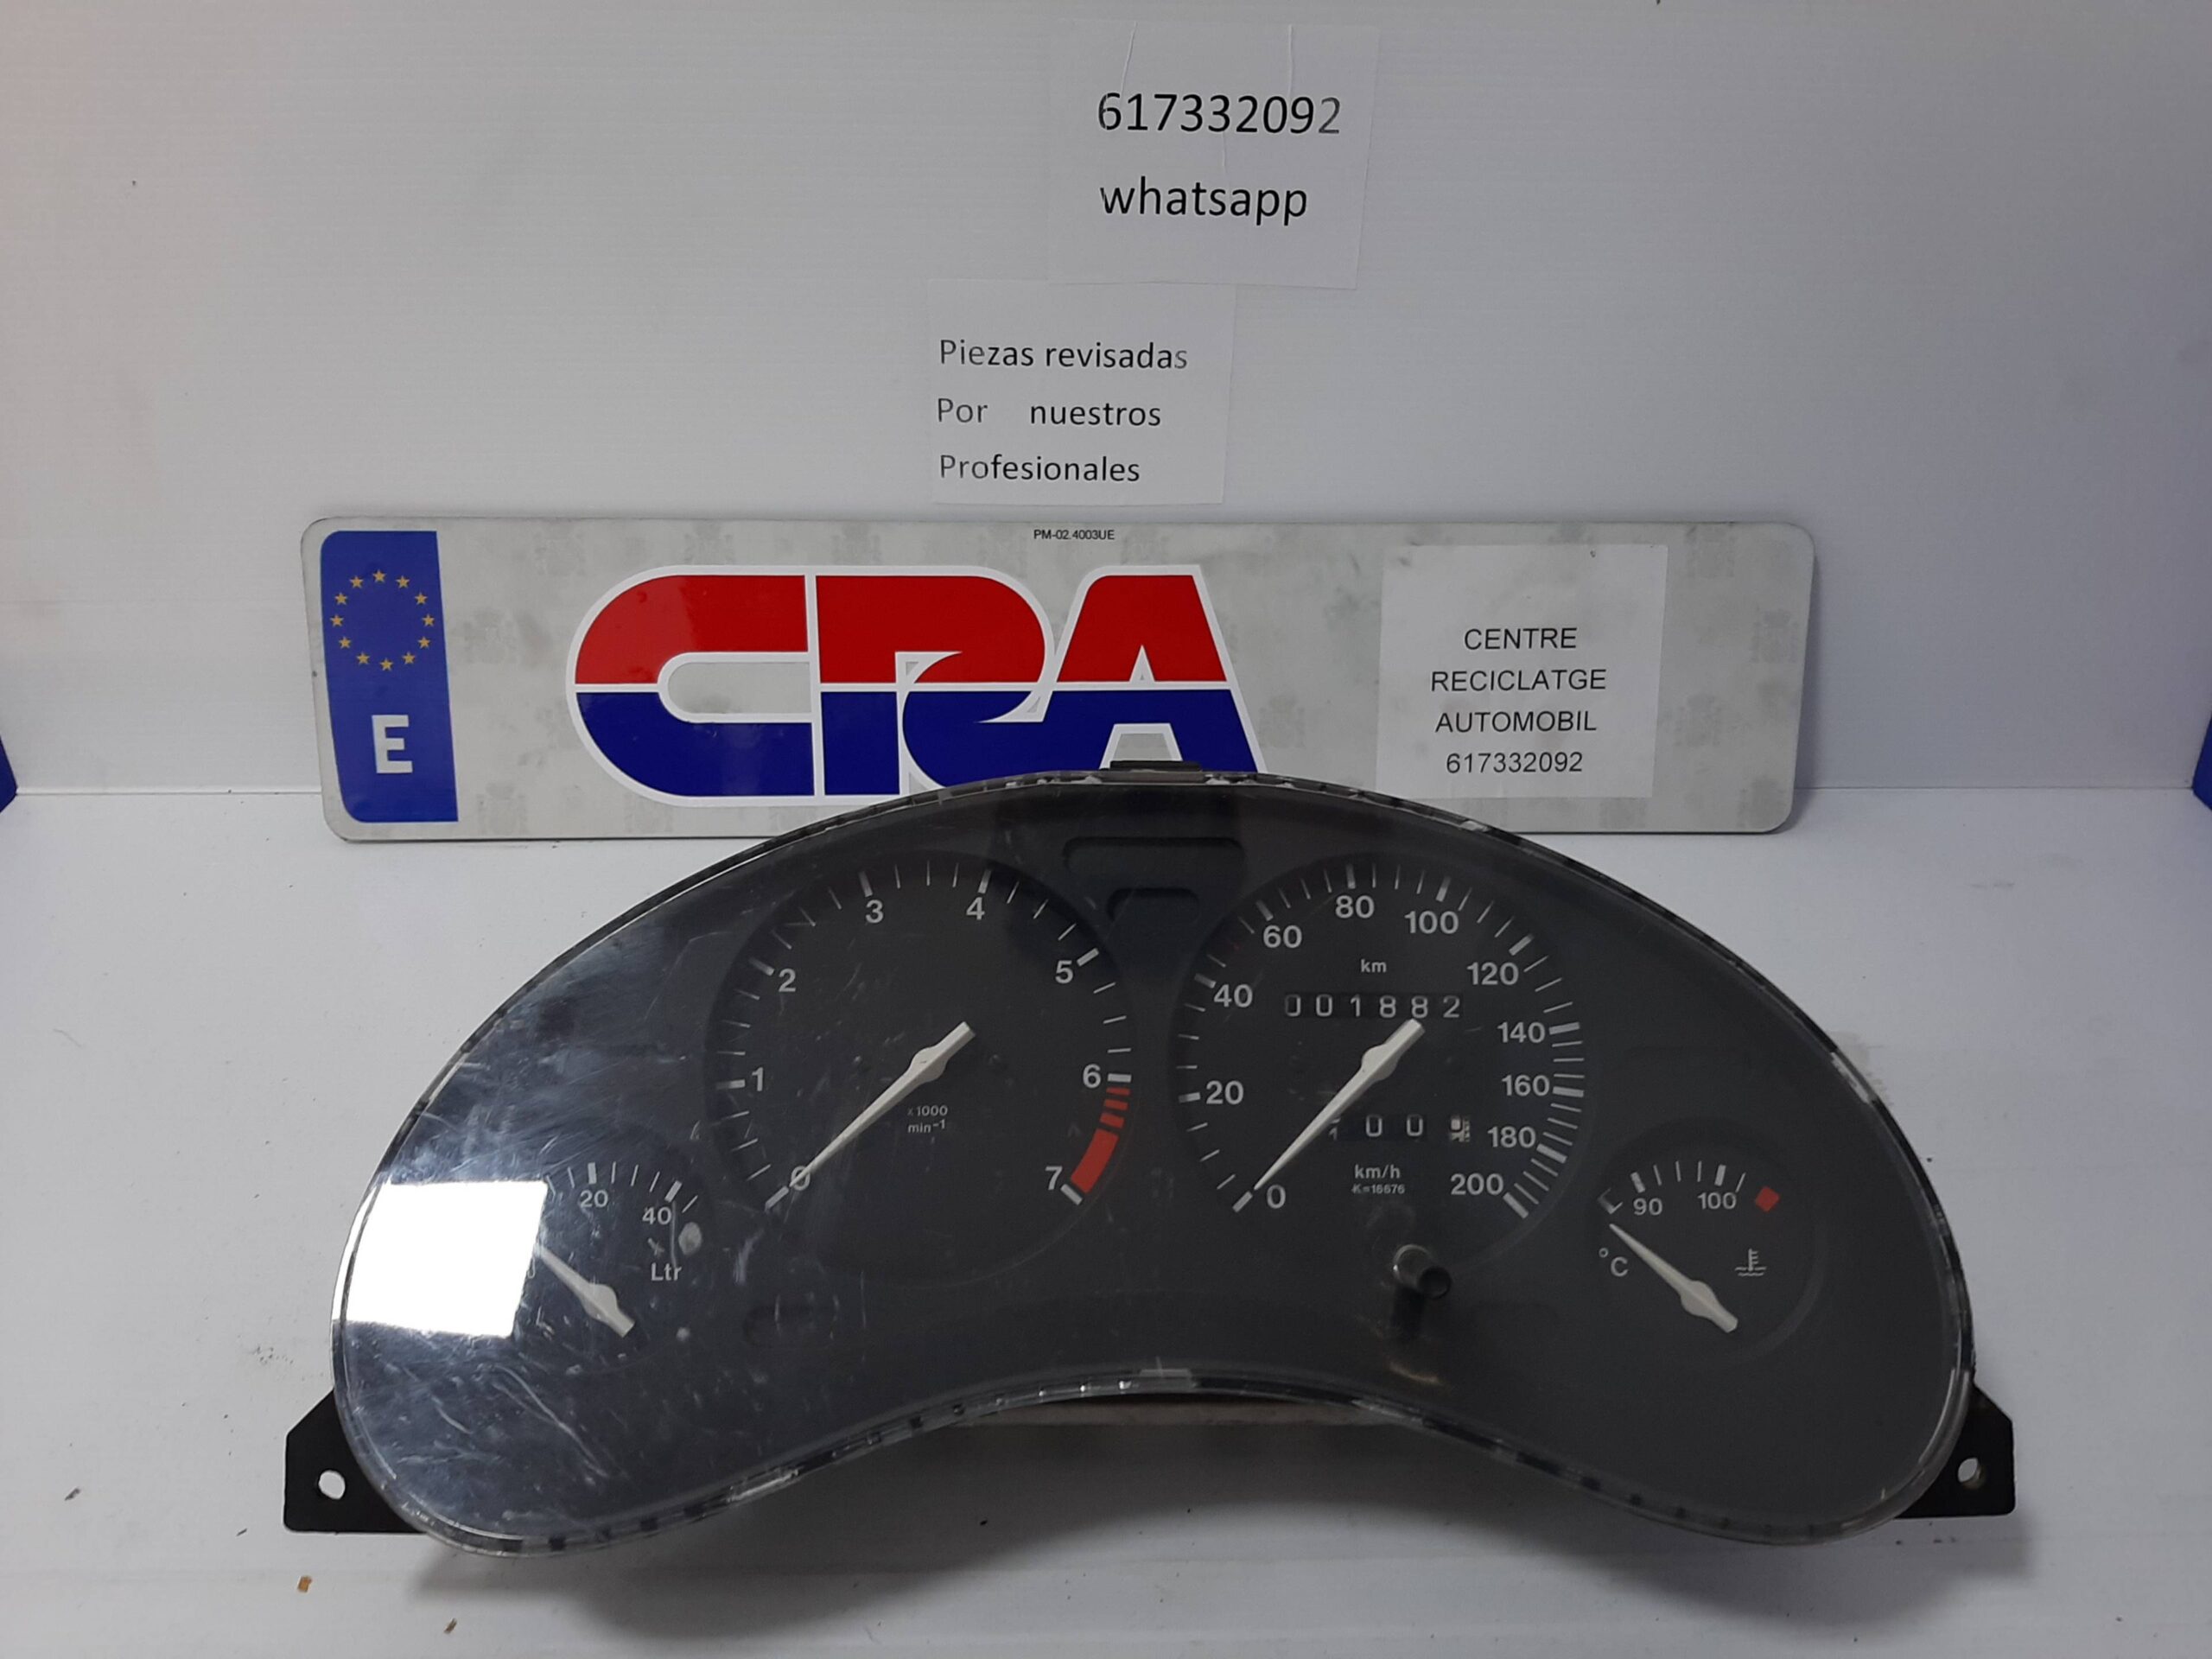 617332092
whatsapp
Piezas revisadas
Por nuestros
Profesionales
PM-02.4003UE
E
CRA
CENTRE
RECICLATGE
AUTOMOBIL
617332092
0 1 2 3 4 5 6 7
x1000
min-1
0 20 40 60 80 100 120 140 160 180 200
km
001882
00
km/h
K=16676
20 40
Ltr
90 100
°C